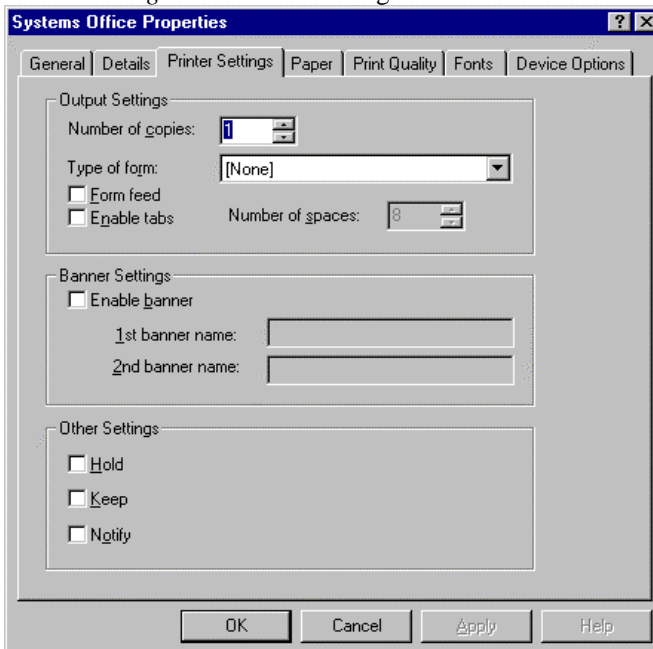 Systems Office Properties
General Details Printer Settings Paper Print Quality Fonts Device Options
Output Settings
Number of copies: 1
Type of form: [None]
Form feed
Enable tabs Number of spaces: 8
Banner Settings
Enable banner
1st banner name:
2nd banner name:
Other Settings
Hold
Keep
Notify
OK Cancel Apply Help